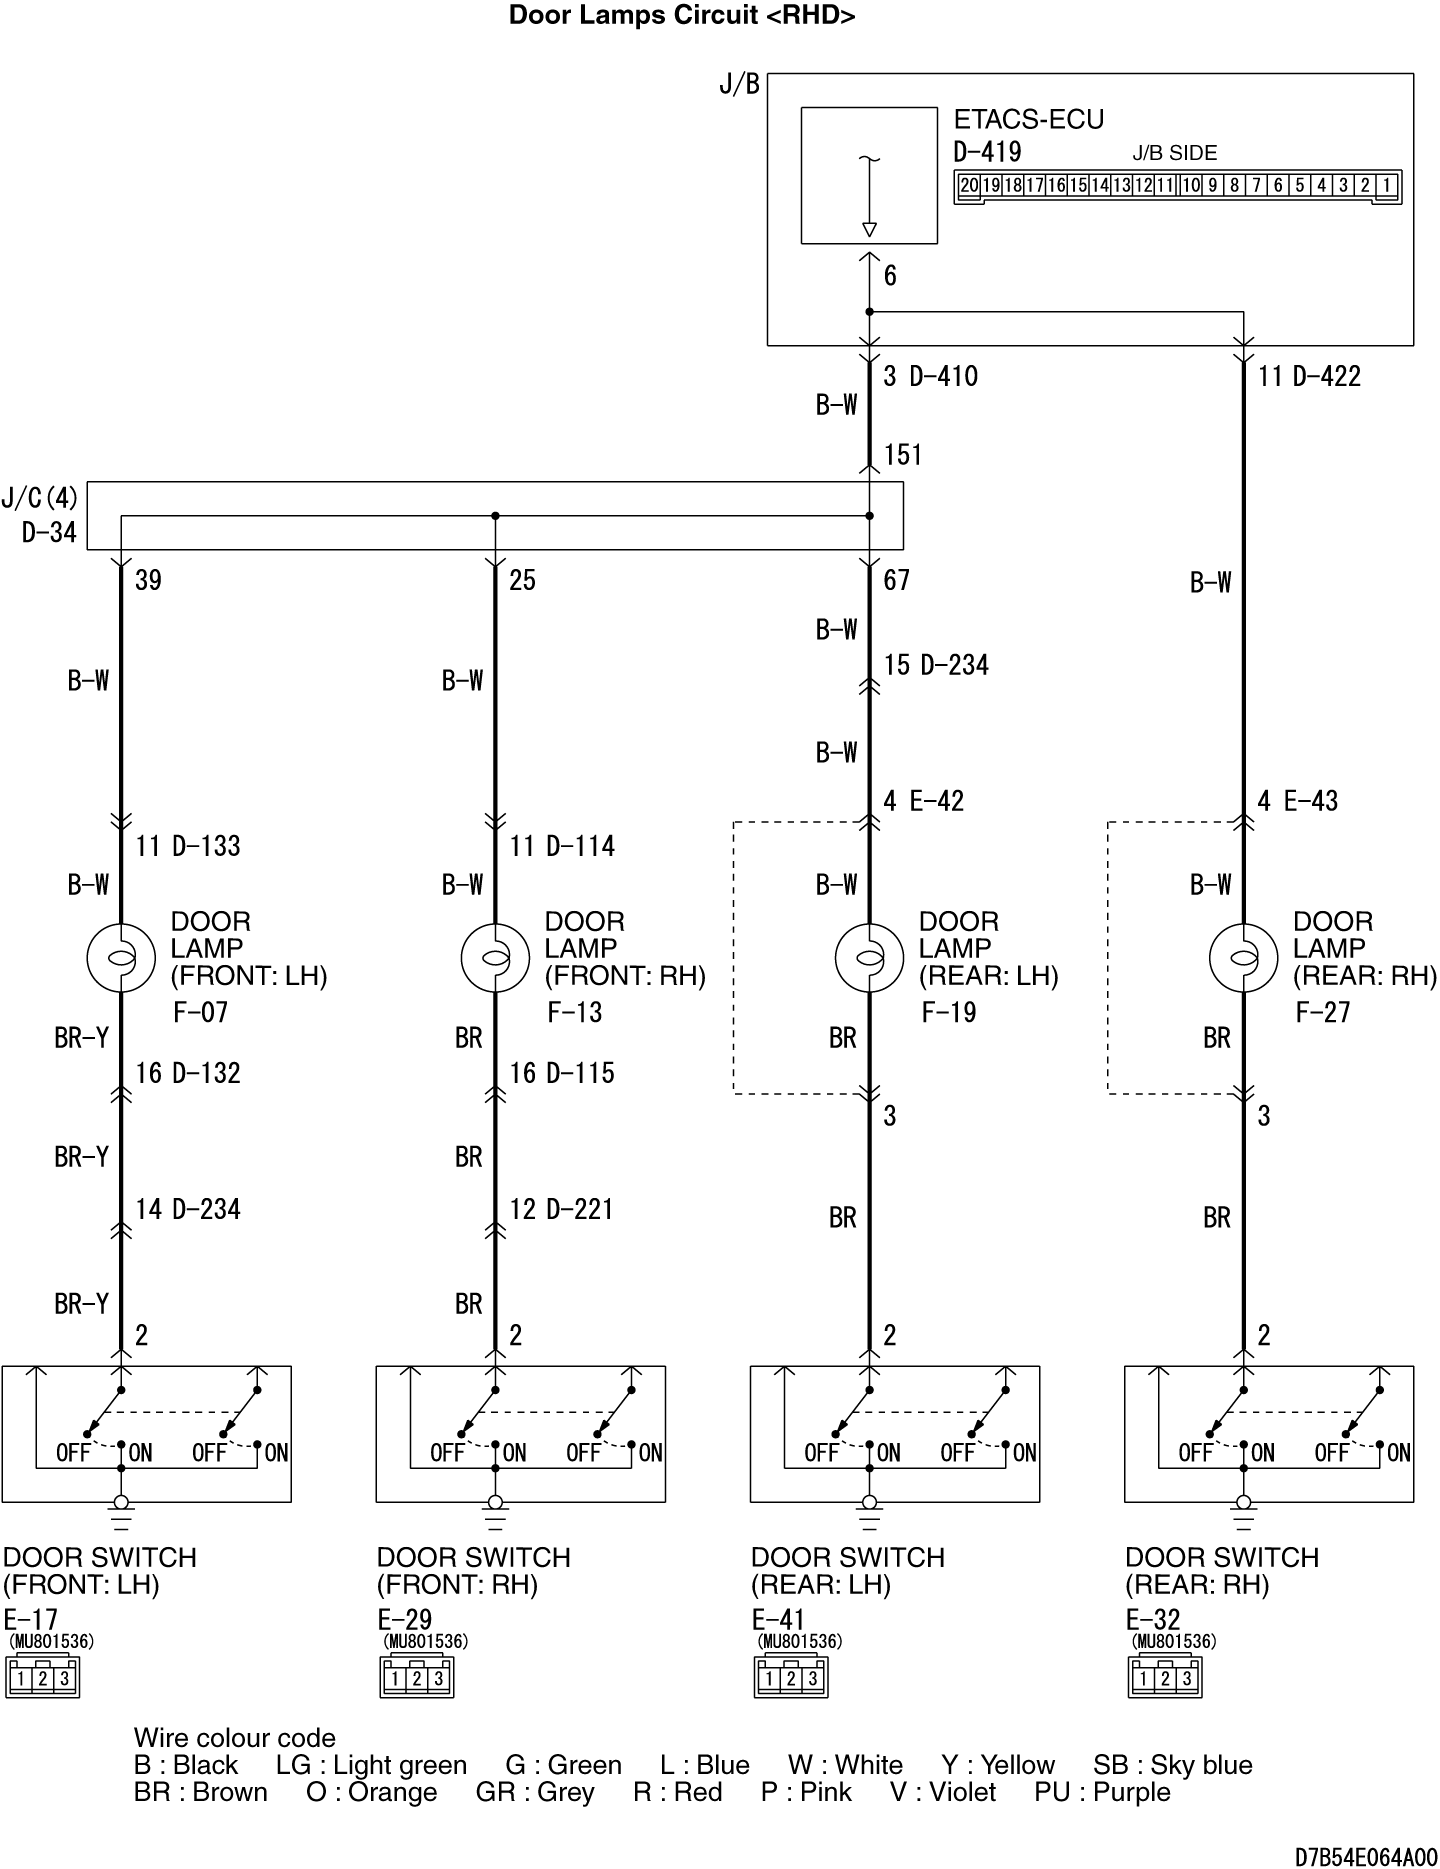 Door Lamps Circuit <RHD>
J/B
ETACS-ECU
D-419
J/B SIDE
20 19 18 17 16 15 14 13 12 11 10 9 8 7 6 5 4 3 2 1
6
3 D-410
11 D-422
B-W
151
J/C(4)
D-34
39
25
67
B-W
B-W
15 D-234
B-W
B-W
B-W
4 E-42
4 E-43
11 D-133
11 D-114
B-W
B-W
B-W
B-W
DOOR
LAMP
(FRONT: LH)
F-07
DOOR
LAMP
(FRONT: RH)
F-13
DOOR
LAMP
(REAR: LH)
F-19
DOOR
LAMP
(REAR: RH)
F-27
BR-Y
BR
BR
BR
16 D-132
16 D-115
3
3
BR-Y
BR
14 D-234
12 D-221
BR
BR
BR-Y
BR
2
2
2
2
OFF ON OFF ON
OFF ON OFF ON
OFF ON OFF ON
OFF ON OFF ON
DOOR SWITCH
(FRONT: LH)
E-17
(MU801536)
1 2 3
DOOR SWITCH
(FRONT: RH)
E-29
(MU801536)
1 2 3
DOOR SWITCH
(REAR: LH)
E-41
(MU801536)
1 2 3
DOOR SWITCH
(REAR: RH)
E-32
(MU801536)
1 2 3
Wire colour code
B : Black LG : Light green G : Green L : Blue W : White Y : Yellow SB : Sky blue
BR : Brown O : Orange GR : Grey R : Red P : Pink V : Violet PU : Purple
D7B54E064A00